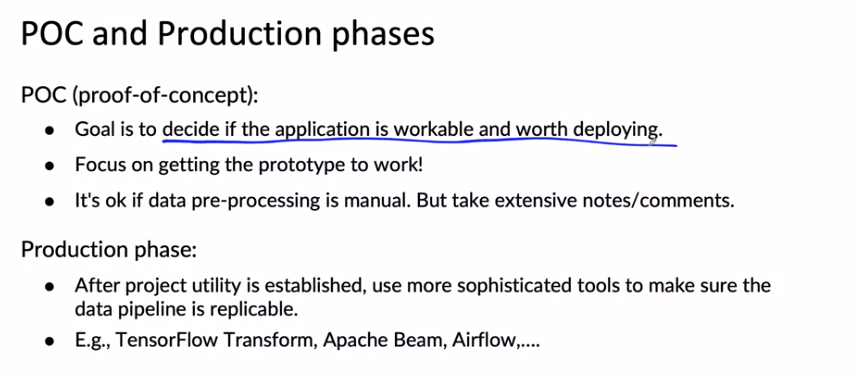 POC and Production phases
POC (proof-of-concept):
● Goal is to decide if the application is workable and worth deploying.
● Focus on getting the prototype to work!
● It's ok if data pre-processing is manual. But take extensive notes/comments.
Production phase:
● After project utility is established, use more sophisticated tools to make sure the
data pipeline is replicable.
● E.g., TensorFlow Transform, Apache Beam, Airflow,....